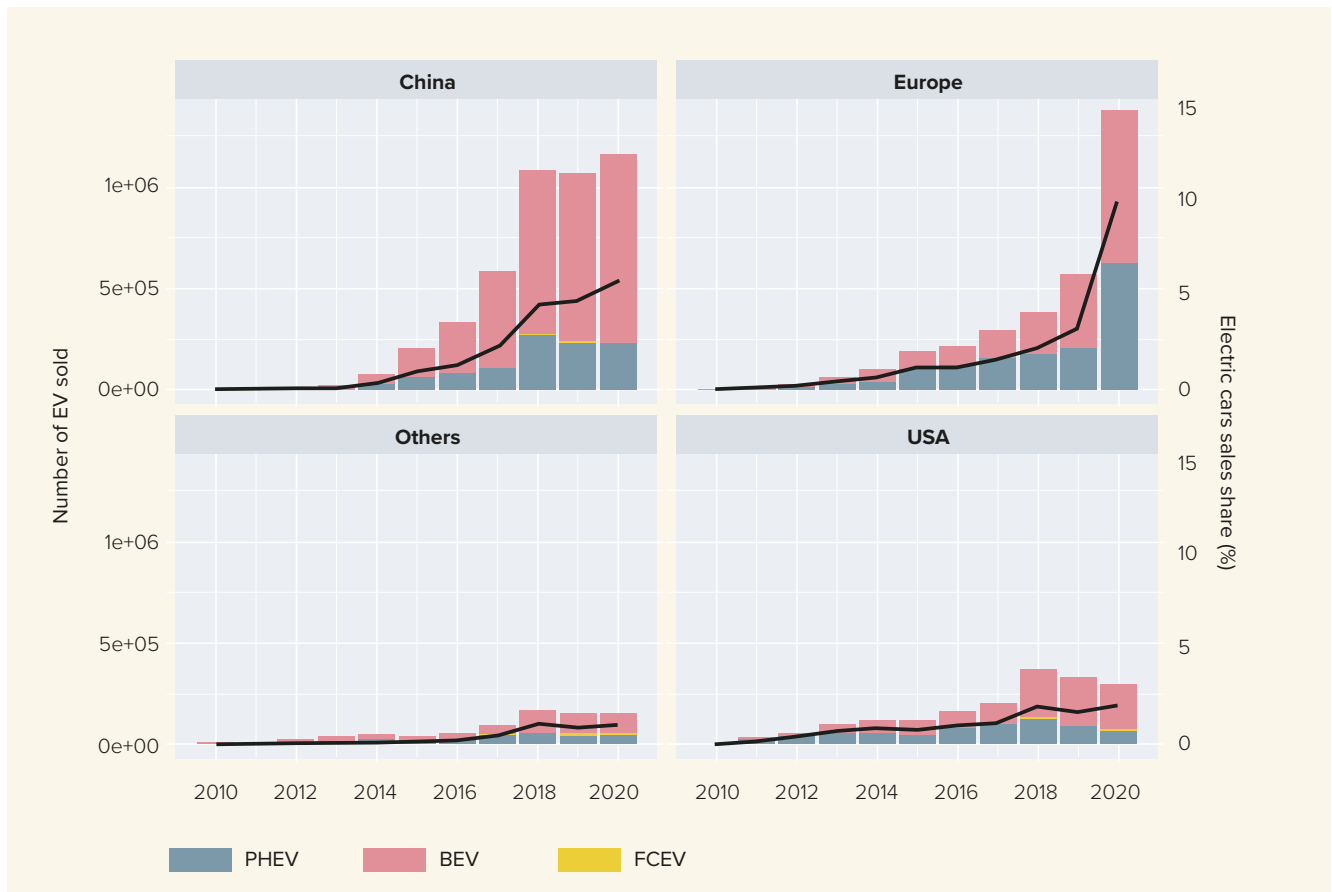 China
Europe
1e+06
5e+05
0e+00
15
10
5
0
Others
USA
1e+06
5e+05
0e+00
15
10
5
0
Number of EV sold
Electric cars sales share (%)
2010 2012 2014 2016 2018 2020
2010 2012 2014 2016 2018 2020
PHEV BEV FCEV